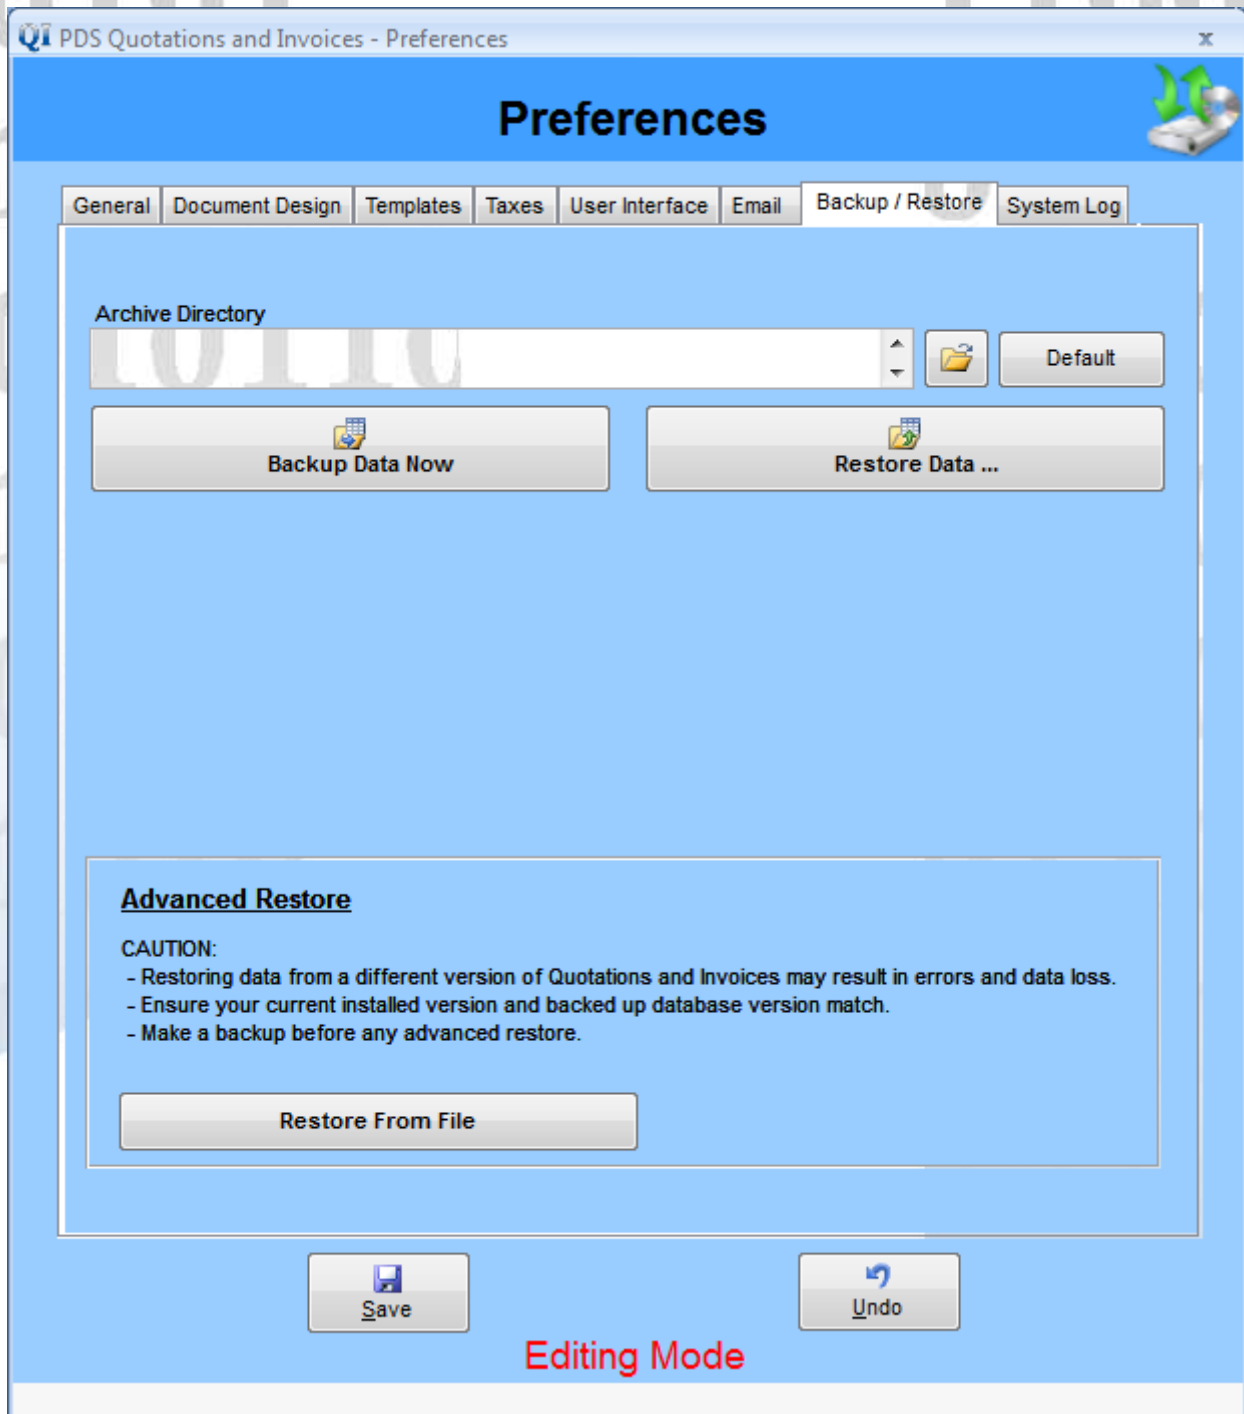 QI PDS Quotations and Invoices - Preferences x
Preferences
General Document Design Templates Taxes User Interface Email Backup / Restore System Log
Archive Directory
Default
Backup Data Now Restore Data ...
Advanced Restore
CAUTION:
- Restoring data from a different version of Quotations and Invoices may result in errors and data loss.
- Ensure your current installed version and backed up database version match.
- Make a backup before any advanced restore.
Restore From File
Save Undo
Editing Mode